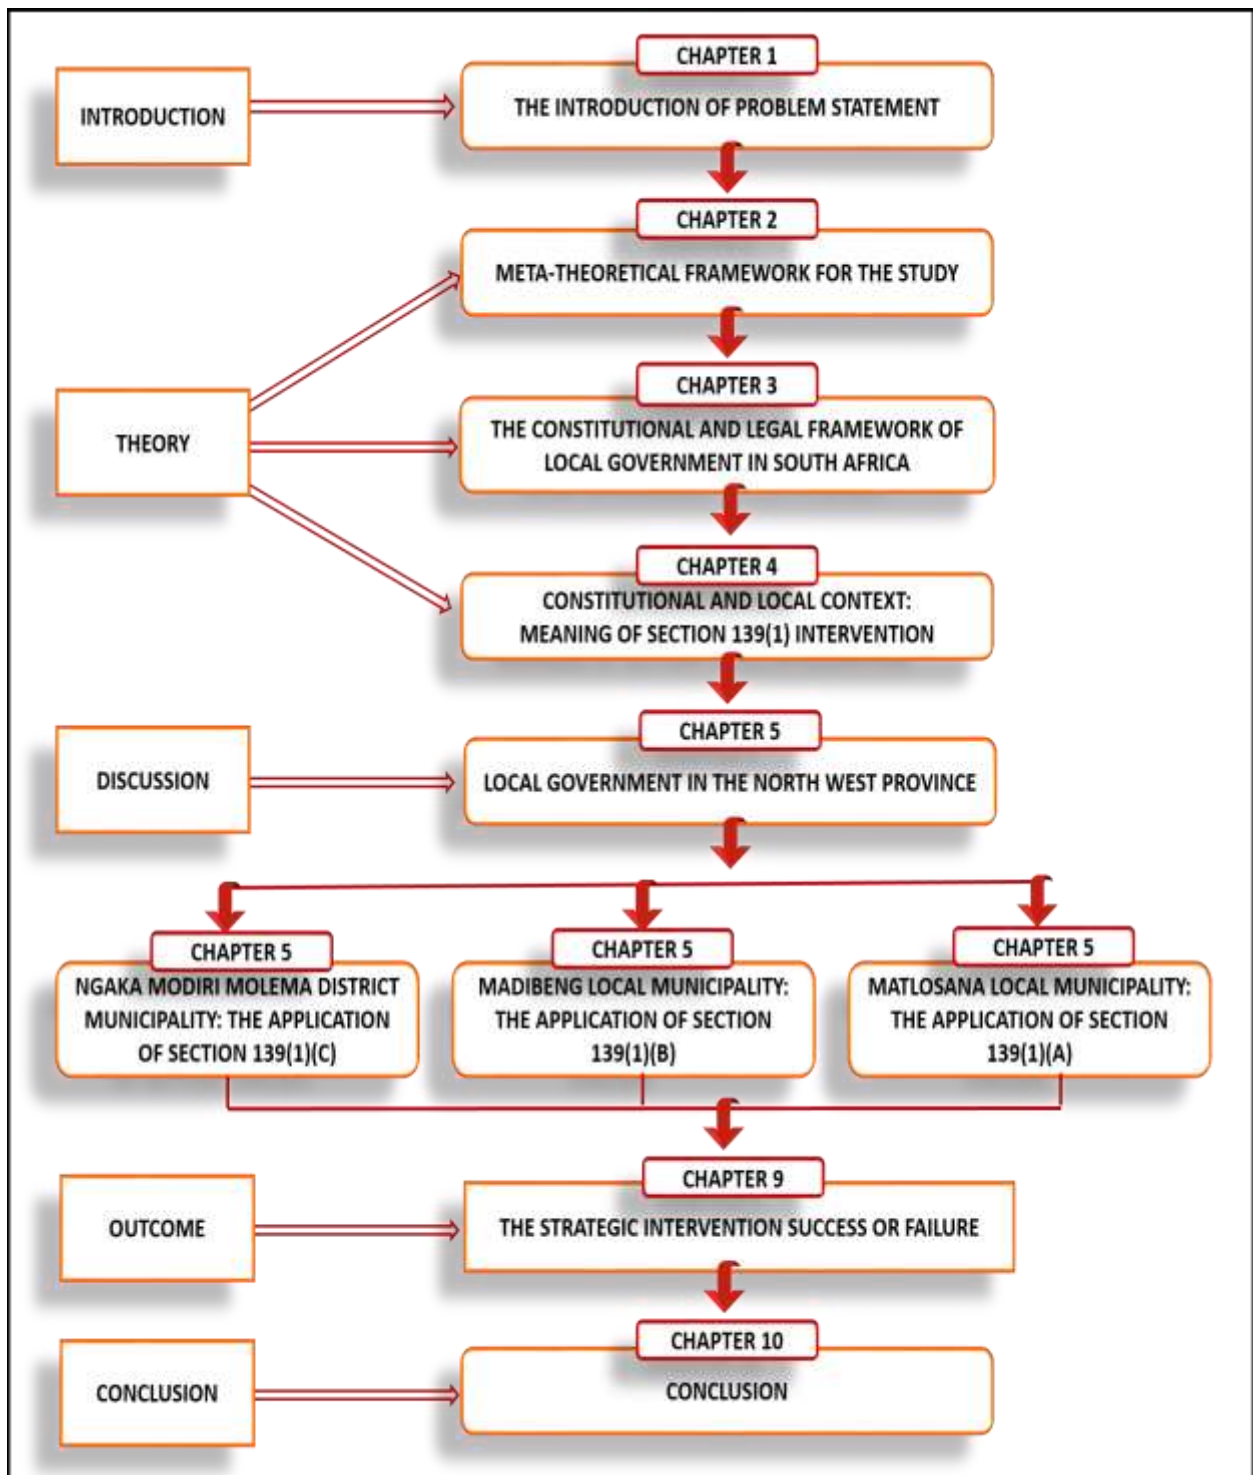 CHAPTER 1
INTRODUCTION
THE INTRODUCTION OF PROBLEM STATEMENT
CHAPTER 2
META-THEORETICAL FRAMEWORK FOR THE STUDY
CHAPTER 3
THEORY
THE CONSTITUTIONAL AND LEGAL FRAMEWORK OF
LOCAL GOVERNMENT IN SOUTH AFRICA
CHAPTER 4
CONSTITUTIONAL AND LOCAL CONTEXT:
MEANING OF SECTION 139(1) INTERVENTION
CHAPTER 5
DISCUSSION
LOCAL GOVERNMENT IN THE NORTH WEST PROVINCE
CHAPTER 5
NGAKA MODIRI MOLEMA DISTRICT
MUNICIPALITY: THE APPLICATION
OF SECTION 139(1)(C)
CHAPTER 5
MADIBENG LOCAL MUNICIPALITY:
THE APPLICATION OF SECTION
139(1)(B)
CHAPTER 5
MATLOSANA LOCAL MUNICIPALITY:
THE APPLICATION OF SECTION
139(1)(A)
CHAPTER 9
OUTCOME
THE STRATEGIC INTERVENTION SUCCESS OR FAILURE
CHAPTER 10
CONCLUSION
CONCLUSION